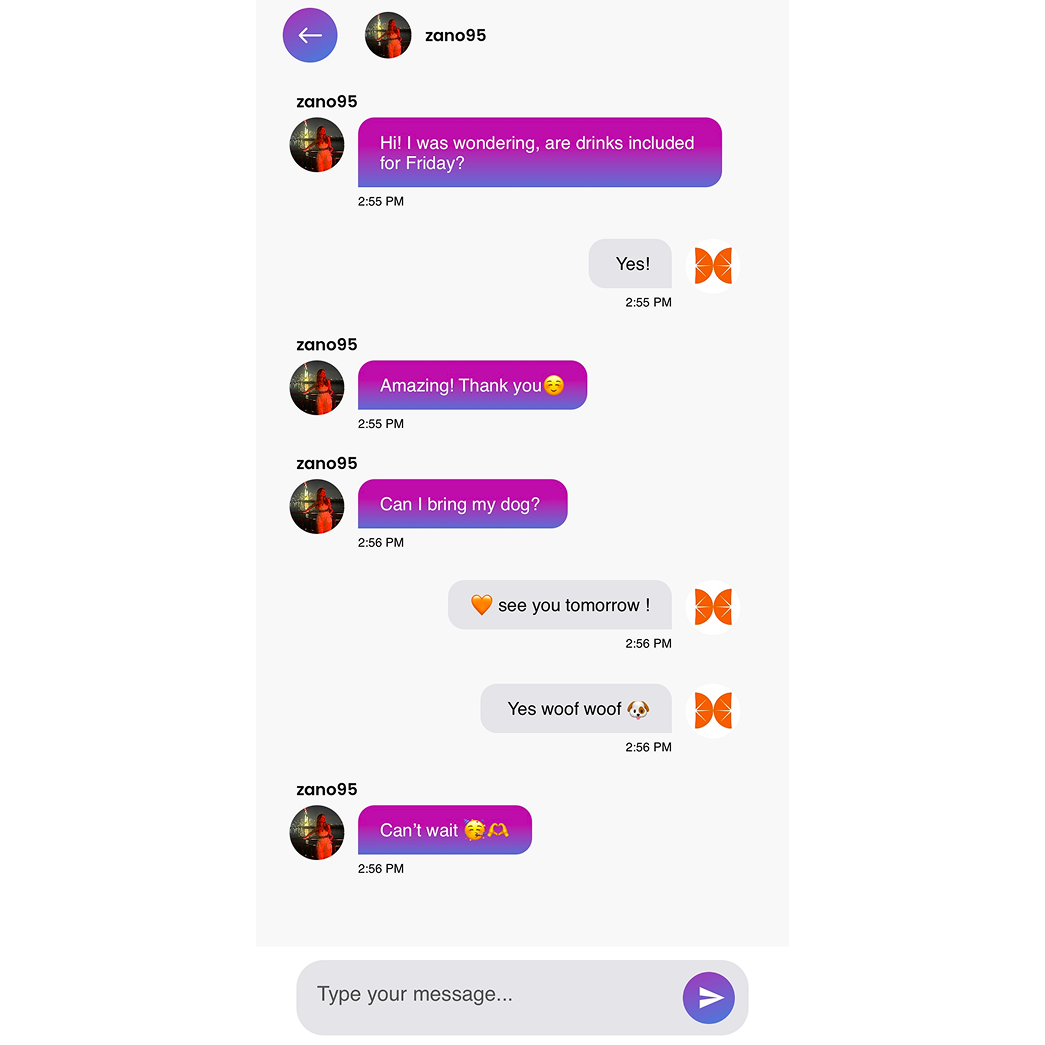 zano95
zano95
Hi! I was wondering, are drinks included
for Friday?
2:55 PM
Yes!
2:55 PM
zano95
Amazing! Thank you☺️
2:55 PM
zano95
Can I bring my dog?
2:56 PM
🧡 see you tomorrow !
2:56 PM
Yes woof woof 🐶
2:56 PM
zano95
Can’t wait 🥳🫶
2:56 PM
Type your message...